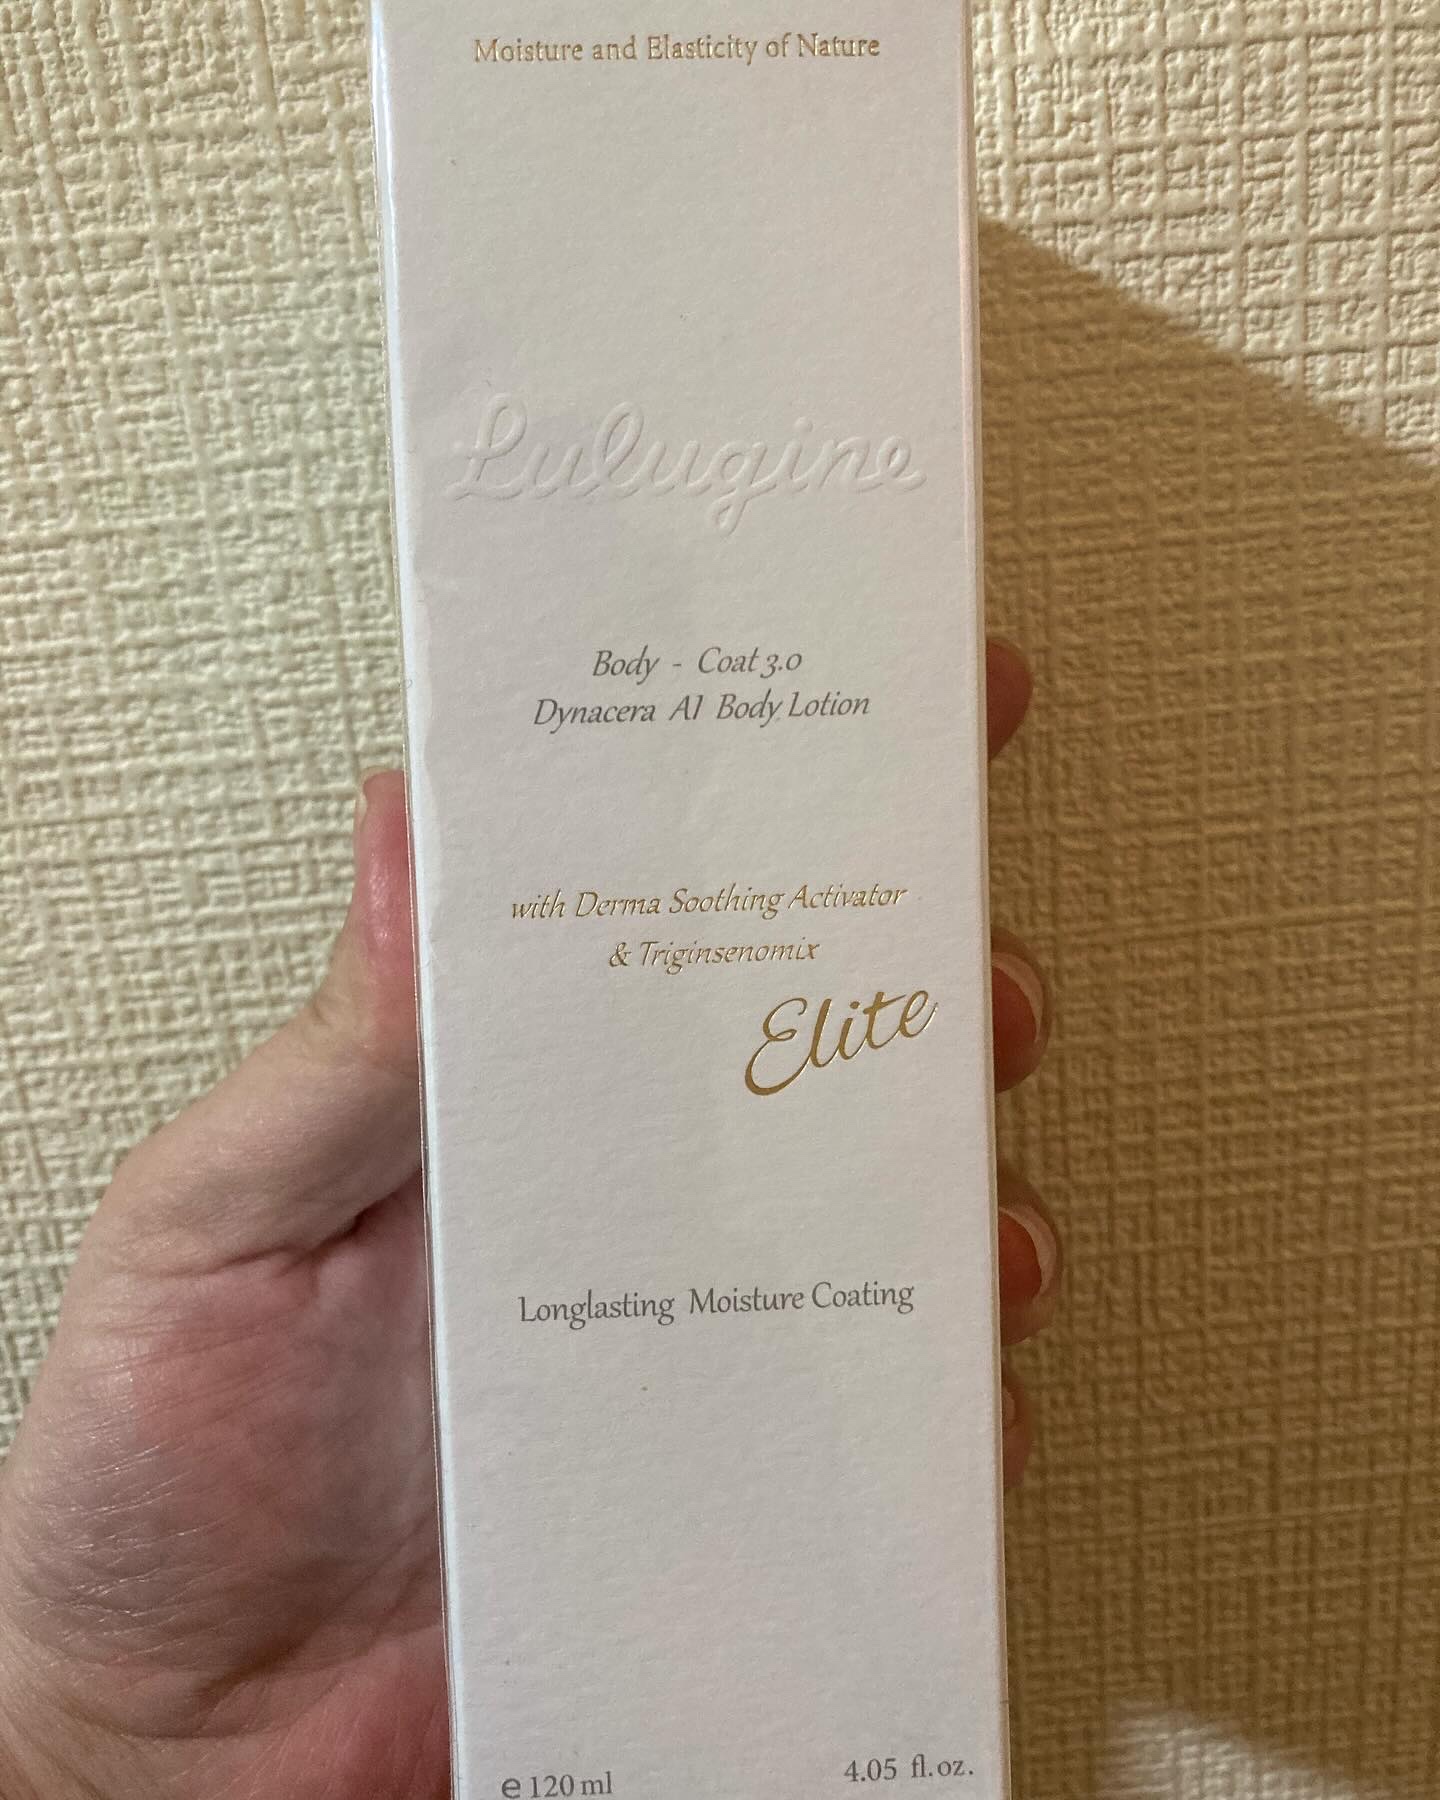 Moisture and Elasticity of Nature
Lulugine
Body - Coat 3.0
Dynacera AI Body Lotion
with Derma Soothing Activator
& Triginsenomix
Elite
Longlasting Moisture Coating
℮ 120 ml 4.05 fl.oz.